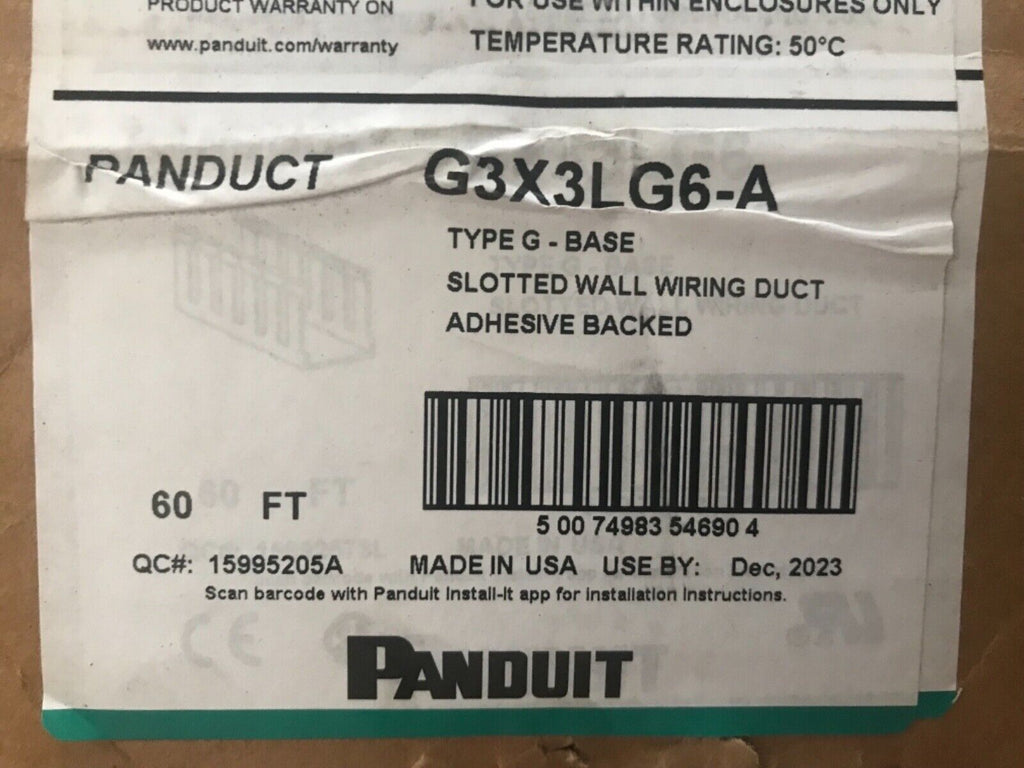 PRODUCT WARRANTY ON
www.panduit.com/warranty
FOR USE WITHIN ENCLOSURES ONLY
TEMPERATURE RATING: 50°C
PANDUCT
G3X3LG6-A
TYPE G - BASE
SLOTTED WALL WIRING DUCT
ADHESIVE BACKED
5 00 74983 54690 4
60 FT
QC#: 15995205A MADE IN USA USE BY: Dec, 2023
Scan barcode with Panduit Install-It app for installation Instructions.
PANDUIT